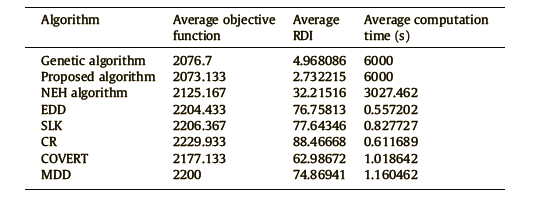 Algorithm Average objective Average Average computation
function RDI time (s)
Genetic algorithm 2076.7 4.968086 6000
Proposed algorithm 2073.133 2.732215 6000
NEH algorithm 2125.167 32.21516 3027.462
EDD 2204.433 76.75813 0.557202
SLK 2206.367 77.64346 0.827727
CR 2229.933 88.46668 0.611689
COVERT 2177.133 62.98672 1.018642
MDD 2200 74.86941 1.160462